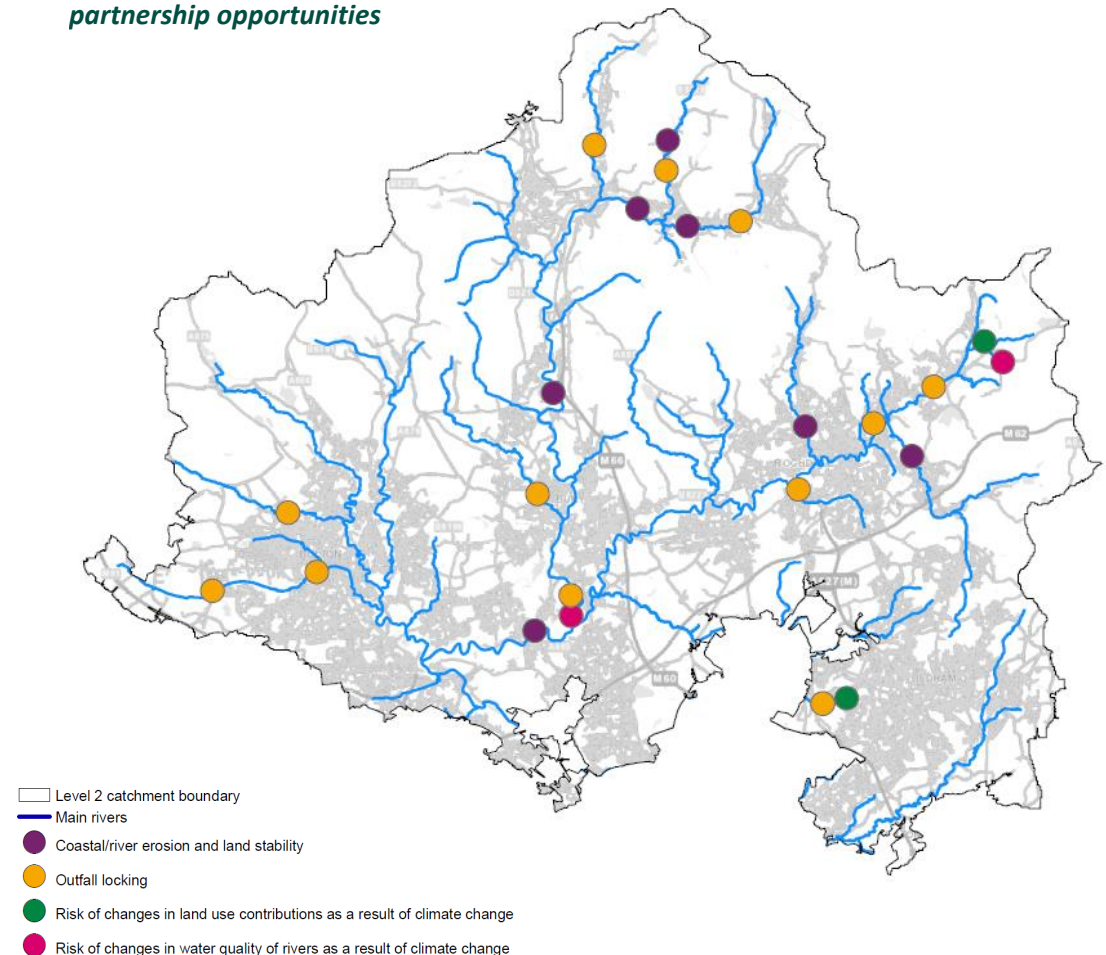 partnership opportunities
M 66
M 62
27(M)
M 60
Level 2 catchment boundary
Main rivers
Coastal/river erosion and land stability
Outfall locking
Risk of changes in land use contributions as a result of climate change
Risk of changes in water quality of rivers as a result of climate change